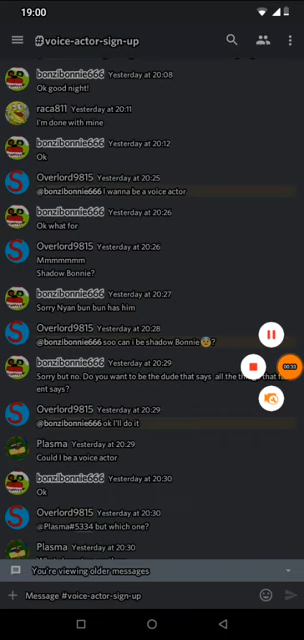 19:00
#voice-actor-sign-up
bonzibonnie666 Yesterday at 20:08
Ok good night!
raca811 Yesterday at 20:11
I'm done with mine
bonzibonnie666 Yesterday at 20:12
Ok
Overlord9815 Yesterday at 20:25
@bonzibonnie666 I wanna be a voice actor
bonzibonnie666 Yesterday at 20:26
Ok what for
Overlord9815 Yesterday at 20:26
Mmmmmmm
Shadow Bonnie?
bonzibonnie666 Yesterday at 20:27
Sorry Nyan bun bun has him
Overlord9815 Yesterday at 20:28
@bonzibonnie666 soo can i be shadow Bonnie 😰?
bonzibonnie666 Yesterday at 20:29
Sorry but no. Do you want to be the dude that says all the things that
ent says?
Overlord9815 Yesterday at 20:29
@bonzibonnie666 ok I'll do it
Plasma Yesterday at 20:29
Could I be a voice actor
bonzibonnie666 Yesterday at 20:30
Ok
Overlord9815 Yesterday at 20:30
@Plasma#5334 but which one?
Plasma Yesterday at 20:30
You're viewing older messages
Message #voice-actor-sign-up
00:33